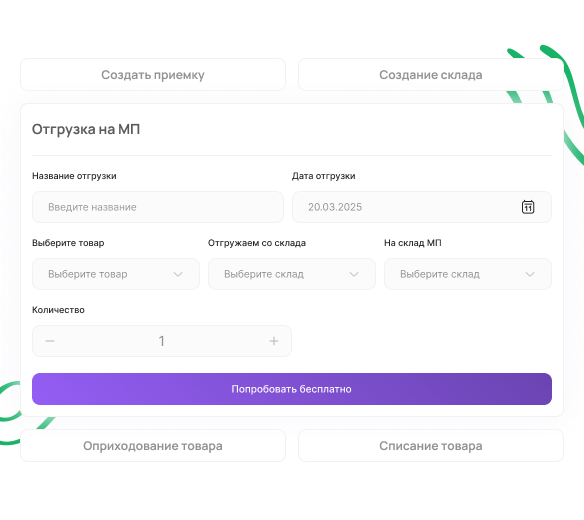 Создать приемку
Создание склада
Отгрузка на МП
Название отгрузки
Дата отгрузки
Введите название
20.03.2025
11
Выберите товар
Отгружаем со склада
На склад МП
Выберите товар
Выберите склад
Выберите склад
Количество
1
Попробовать бесплатно
Оприходование товара
Списание товара